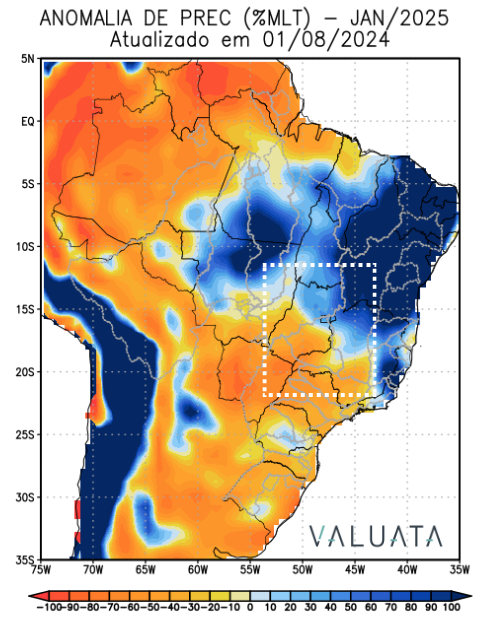 ANOMALIA DE PREC (%MLT) – JAN/2025
Atualizado em 01/08/2024
5N
EQ
5S
10S
15S
20S
25S
30S
35S
VALUATA
75W 70W 65W 60W 55W 50W 45W 40W 35W
-100 -90 -80 -70 -60 -50 -40 -30 -20 -10 0 10 20 30 40 50 60 70 80 90 100